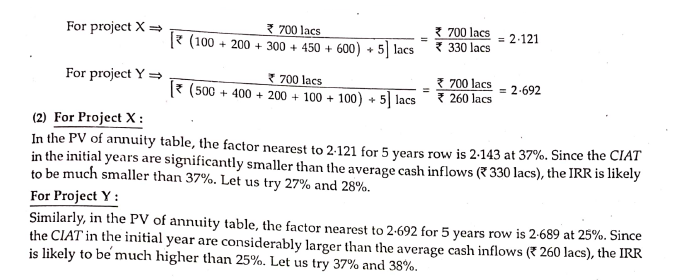 For project X ⇒ ₹ 700 lacs / [₹ (100 + 200 + 300 + 450 + 600) ÷ 5] lacs = ₹ 700 lacs / ₹ 330 lacs = 2·121
For project Y ⇒ ₹ 700 lacs / [₹ (500 + 400 + 200 + 100 + 100) ÷ 5] lacs = ₹ 700 lacs / ₹ 260 lacs = 2·692
(2) For Project X :
In the PV of annuity table, the factor nearest to 2·121 for 5 years row is 2·143 at 37%. Since the CIAT
in the initial years are significantly smaller than the average cash inflows (₹ 330 lacs), the IRR is likely
to be much smaller than 37%. Let us try 27% and 28%.
For Project Y :
Similarly, in the PV of annuity table, the factor nearest to 2·692 for 5 years row is 2·689 at 25%. Since
the CIAT in the initial year are considerably larger than the average cash inflows (₹ 260 lacs), the IRR
is likely to be much higher than 25%. Let us try 37% and 38%.